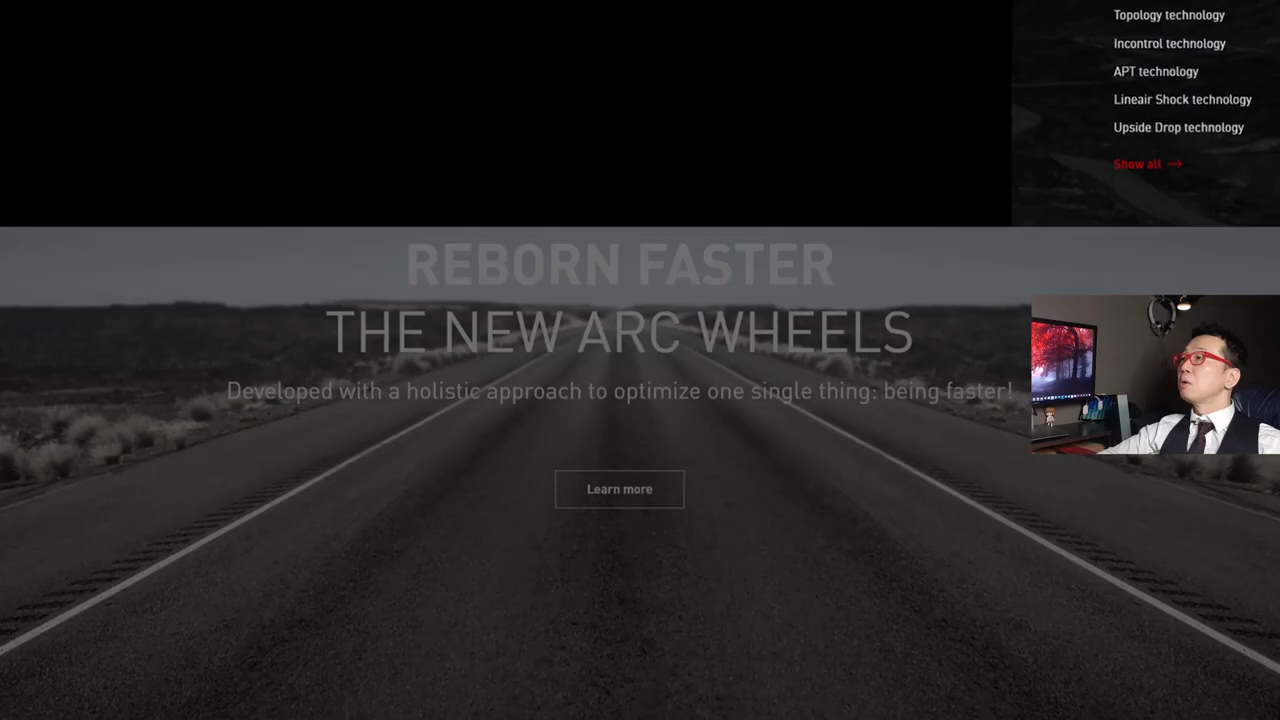 Topology technology
Incontrol technology
APT technology
Lineair Shock technology
Upside Drop technology
Show all →
REBORN FASTER
THE NEW ARC WHEELS
Developed with a holistic approach to optimize one single thing: being faster!
Learn more